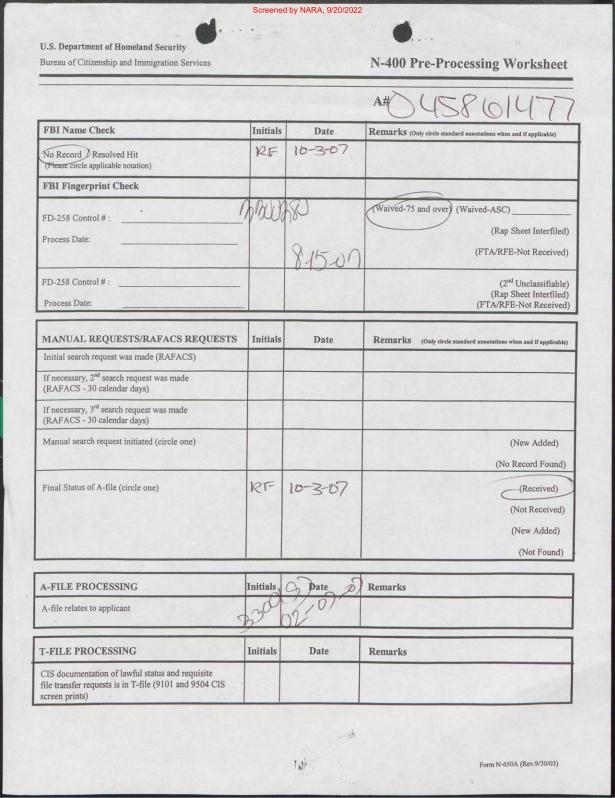 Screened by NARA, 9/20/2022
U.S. Department of Homeland Security
Bureau of Citizenship and Immigration Services
N-400 Pre-Processing Worksheet
A# 045861477
FBI Name Check Initials Date Remarks (Only circle standard annotations when and if applicable)
No Record / Resolved Hit RF 10-3-07
(Please circle applicable notation)
FBI Fingerprint Check
(Waived-75 and over) (Waived-ASC)
FD-258 Control # :
(Rap Sheet Interfiled)
Process Date:
(FTA/RFE-Not Received)
8-15-07
FD-258 Control # :
(2nd Unclassifiable)
(Rap Sheet Interfiled)
Process Date:
(FTA/RFE-Not Received)
MANUAL REQUESTS/RAFACS REQUESTS Initials Date Remarks (Only circle standard annotations when and if applicable)
Initial search request was made (RAFACS)
If necessary, 2nd search request was made
(RAFACS - 30 calendar days)
If necessary, 3rd search request was made
(RAFACS - 30 calendar days)
Manual search request initiated (circle one) (New Added)
(No Record Found)
Final Status of A-file (circle one) RF 10-3-07 (Received)
(Not Received)
(New Added)
(Not Found)
A-FILE PROCESSING Initials Date Remarks
A-file relates to applicant
T-FILE PROCESSING Initials Date Remarks
CIS documentation of lawful status and requisite
file transfer requests is in T-file (9101 and 9504 CIS
screen prints)
Form N-650A (Rev.9/30/03)